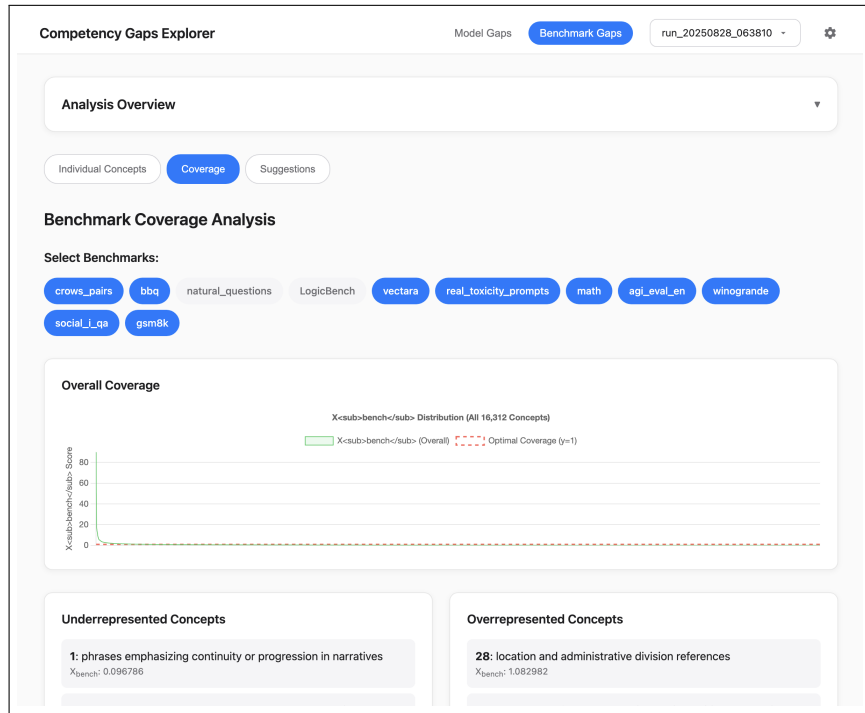 Competency Gaps Explorer
Model Gaps
Benchmark Gaps
run_20250828_063810
Analysis Overview
Individual Concepts
Coverage
Suggestions
Benchmark Coverage Analysis
Select Benchmarks:
crows_pairs
bbq
natural_questions
LogicBench
vectara
real_toxicity_prompts
math
agi_eval_en
winogrande
social_i_qa
gsm8k
Overall Coverage
X<sub>bench</sub> Distribution (All 16,312 Concepts)
X<sub>bench</sub> (Overall)
Optimal Coverage (y=1)
X<sub>bench</sub> Score
80
60
40
20
0
Underrepresented Concepts
1: phrases emphasizing continuity or progression in narratives
Xbench: 0.096786
Overrepresented Concepts
28: location and administrative division references
Xbench: 1.082982